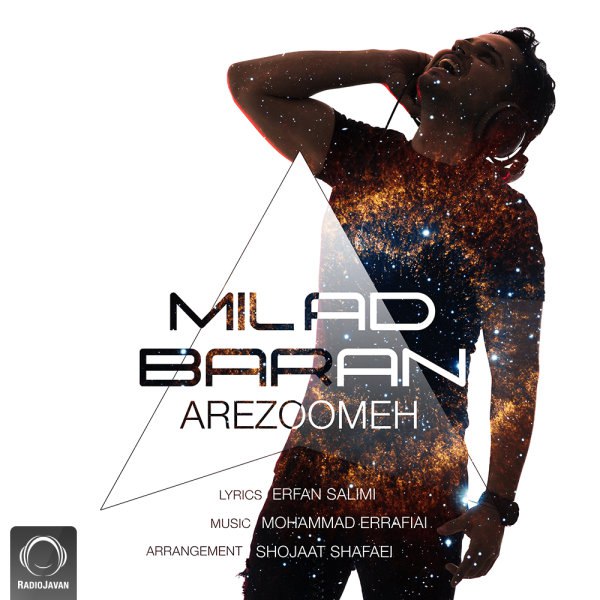 MILAD
BARAN
AREZOOMEH
LYRICS ERFAN SALIMI
MUSIC MOHAMMAD ERRAFIAI
ARRANGEMENT SHOJAAT SHAFAEI
RADIOJAVAN